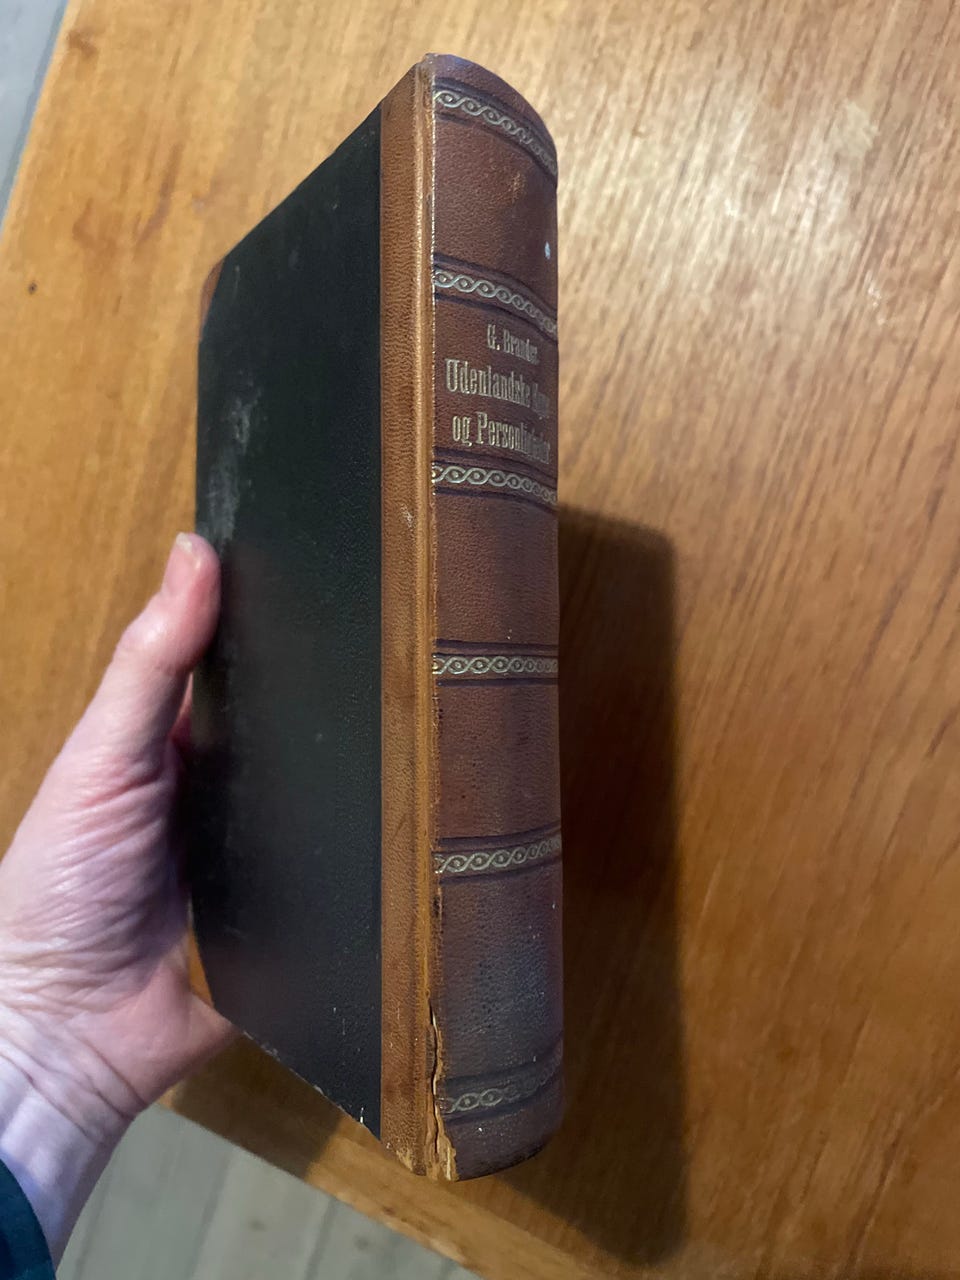 G. Brandes
Udenlandske
og Personligheder